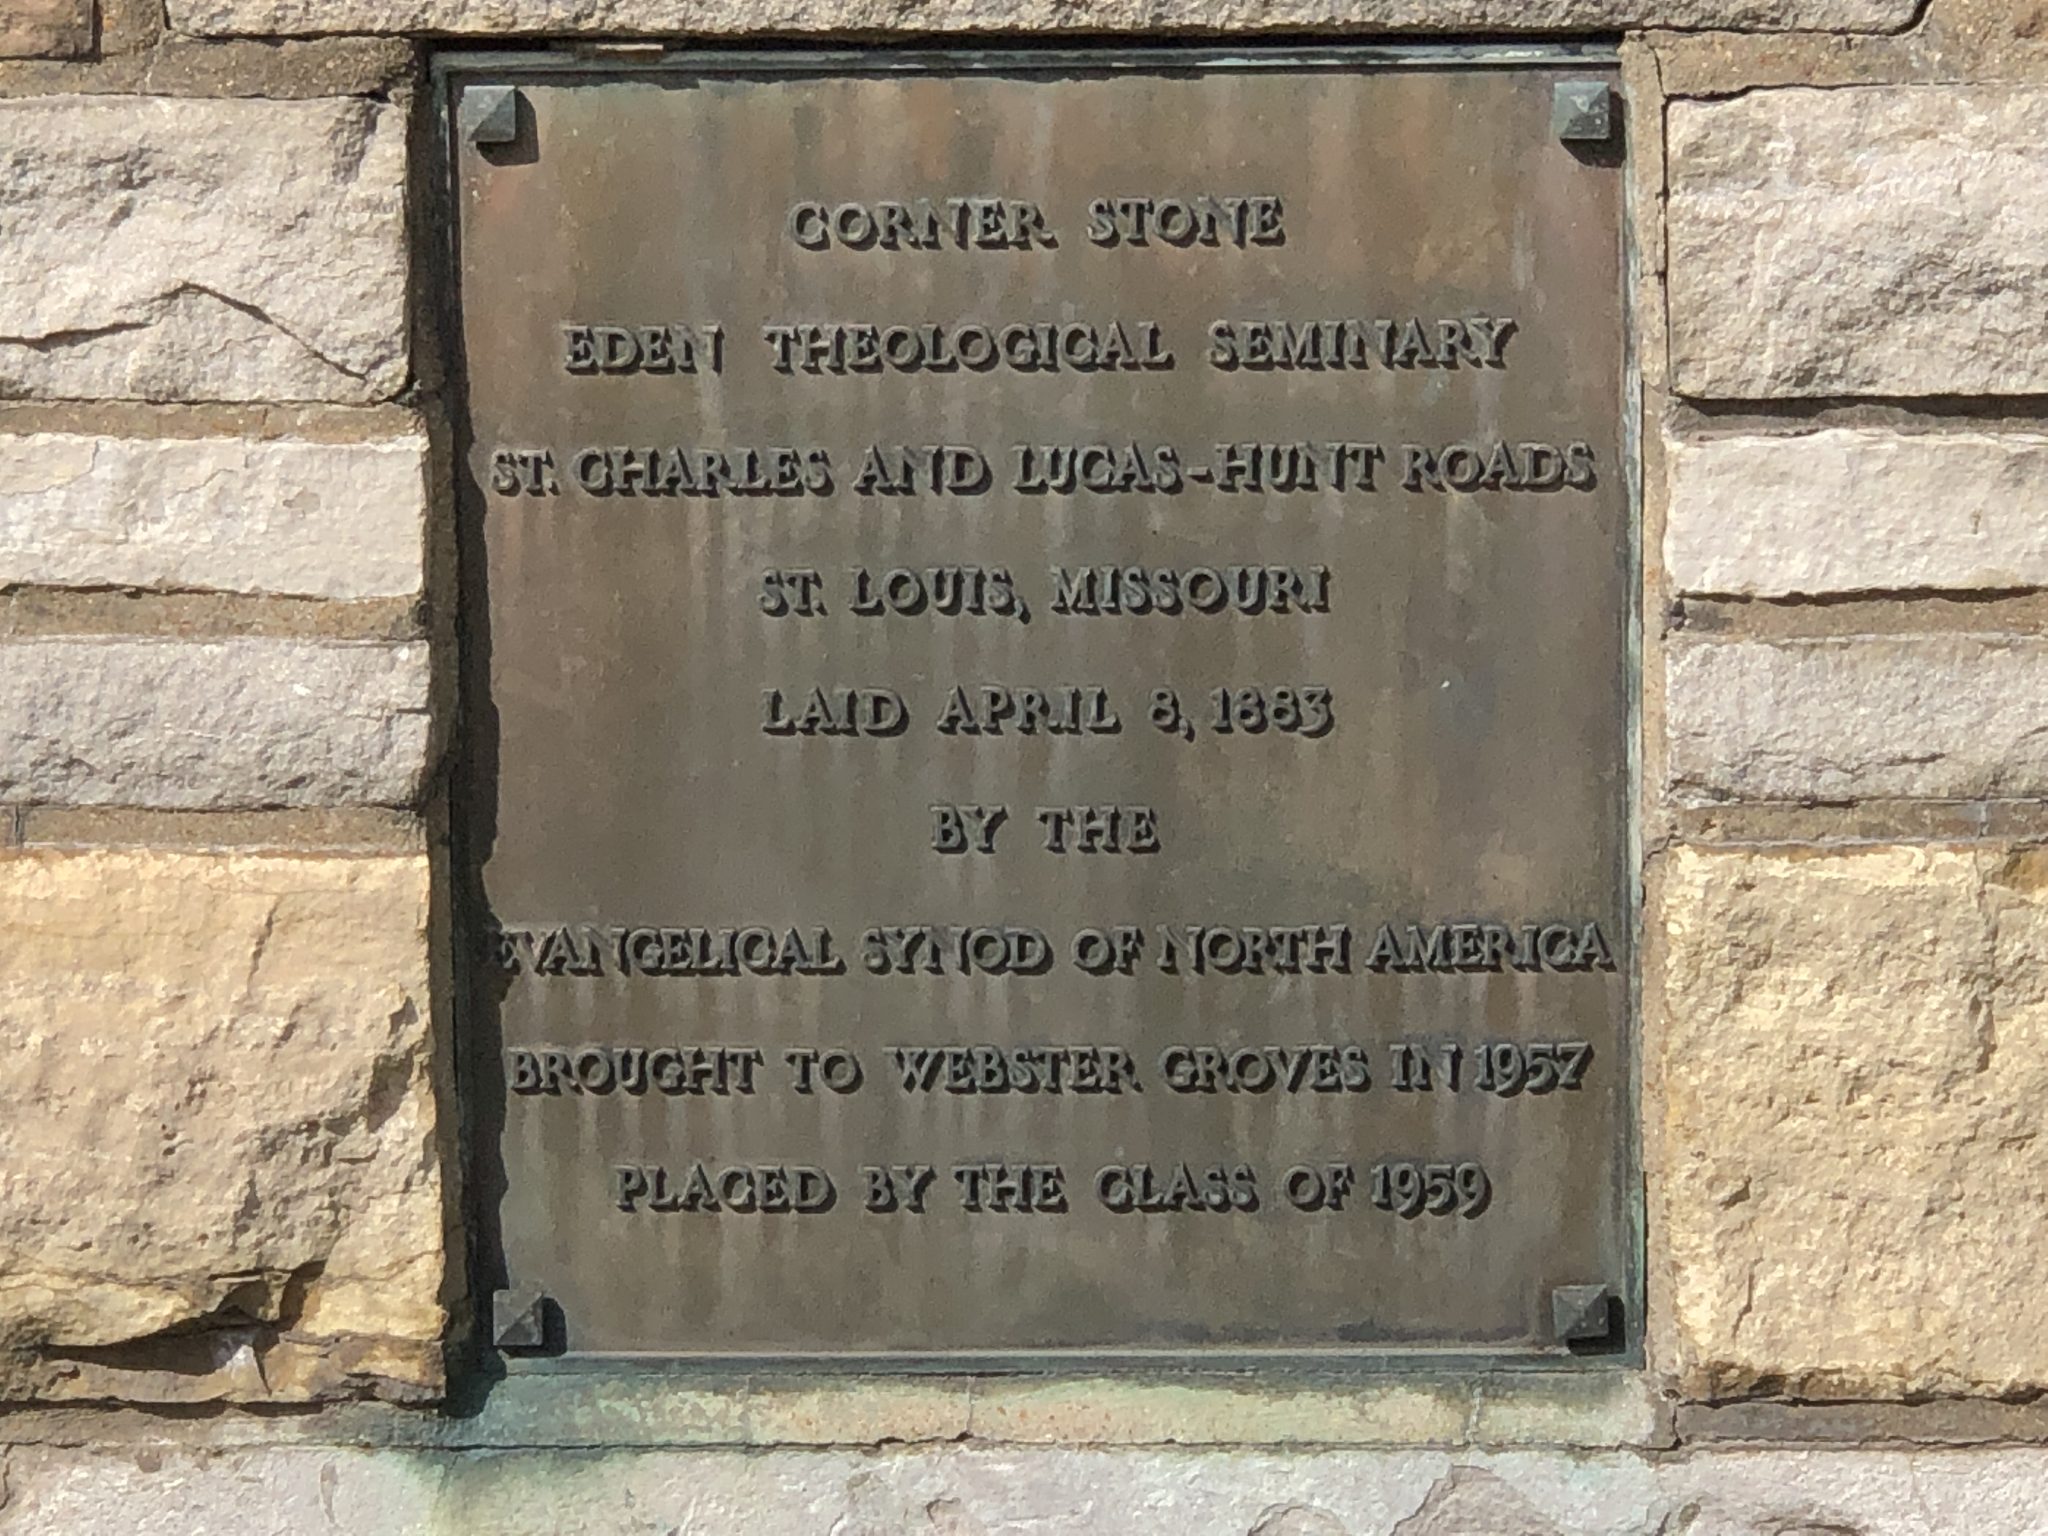 CORNER STONE
EDEN THEOLOGICAL SEMINARY
ST. CHARLES AND LUCAS-HUNT ROADS
ST. LOUIS, MISSOURI
LAID APRIL 8, 1883
BY THE
EVANGELICAL SYNOD OF NORTH AMERICA
BROUGHT TO WEBSTER GROVES IN 1957
PLACED BY THE CLASS OF 1959